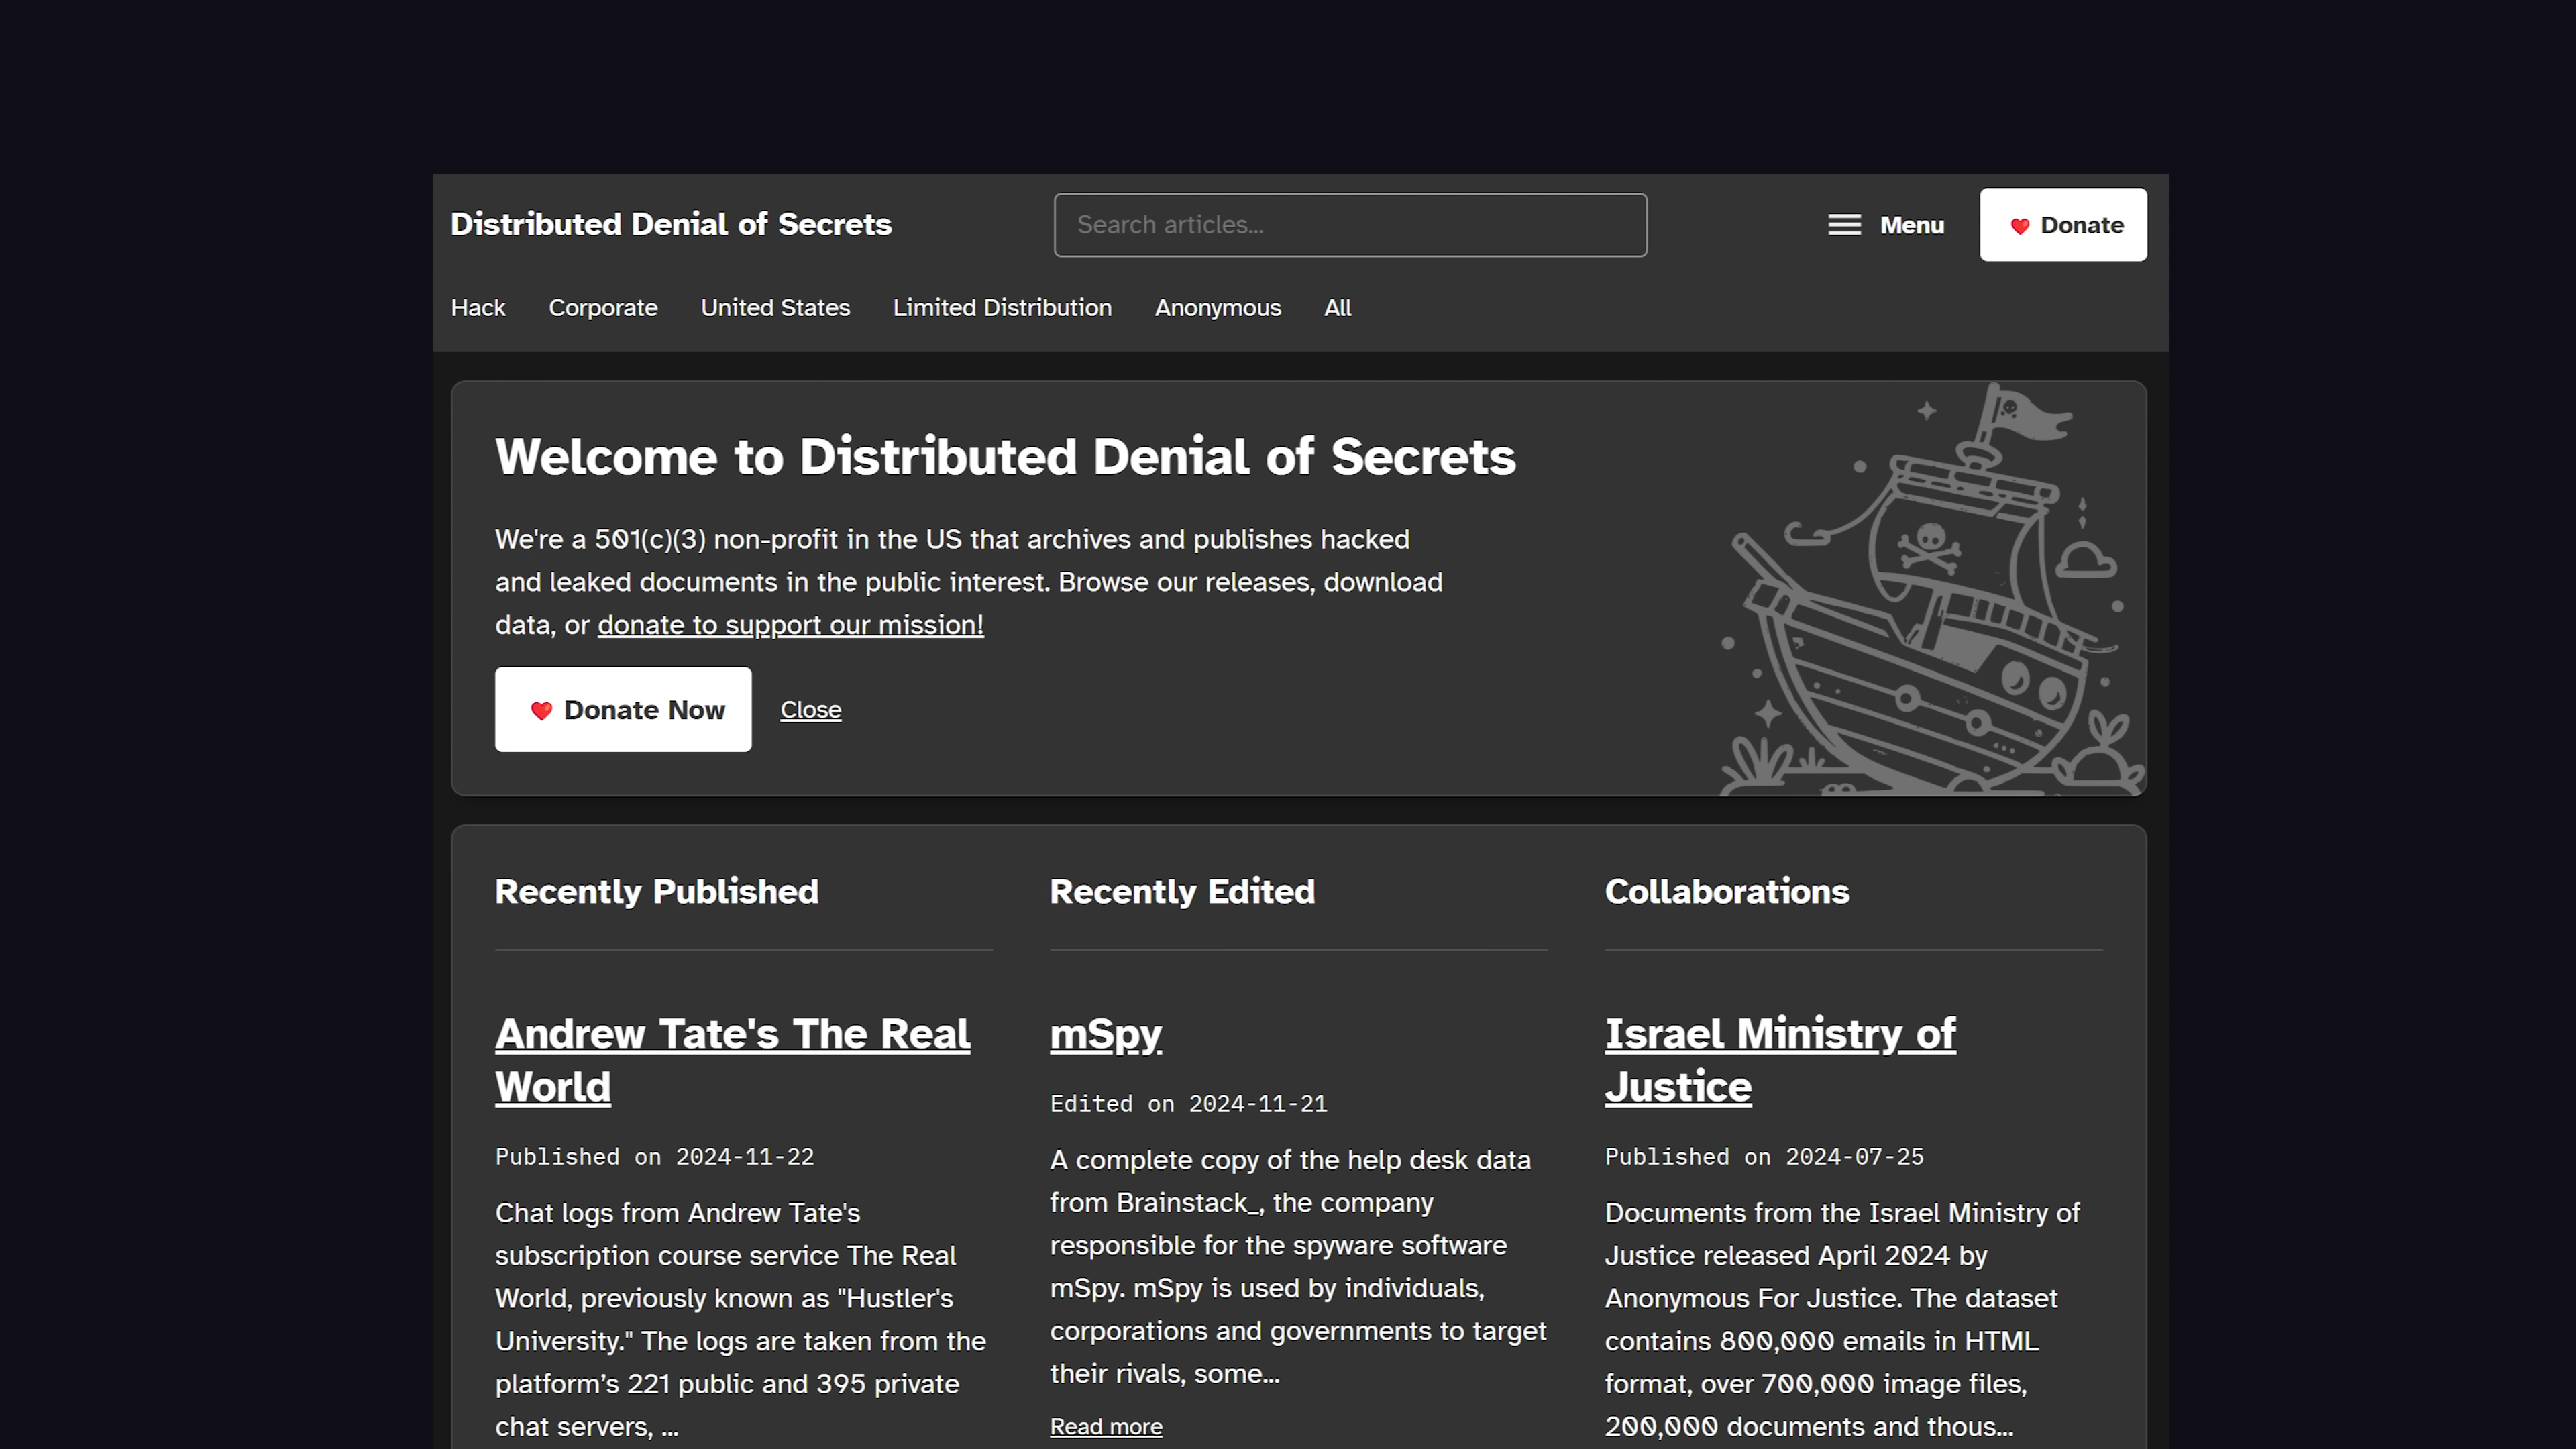 Distributed Denial of Secrets
Search articles...
Menu
Donate
Hack
Corporate
United States
Limited Distribution
Anonymous
All
Welcome to Distributed Denial of Secrets
We're a 501(c)(3) non-profit in the US that archives and publishes hacked
and leaked documents in the public interest. Browse our releases, download
data, or donate to support our mission!
Donate Now
Close
Recently Published
Andrew Tate's The Real
World
Published on 2024-11-22
Chat logs from Andrew Tate's
subscription course service The Real
World, previously known as "Hustler's
University." The logs are taken from the
platform’s 221 public and 395 private
chat servers, ...
Recently Edited
mSpy
Edited on 2024-11-21
A complete copy of the help desk data
from Brainstack_, the company
responsible for the spyware software
mSpy. mSpy is used by individuals,
corporations and governments to target
their rivals, some...
Read more
Collaborations
Israel Ministry of
Justice
Published on 2024-07-25
Documents from the Israel Ministry of
Justice released April 2024 by
Anonymous For Justice. The dataset
contains 800,000 emails in HTML
format, over 700,000 image files,
200,000 documents and thous...